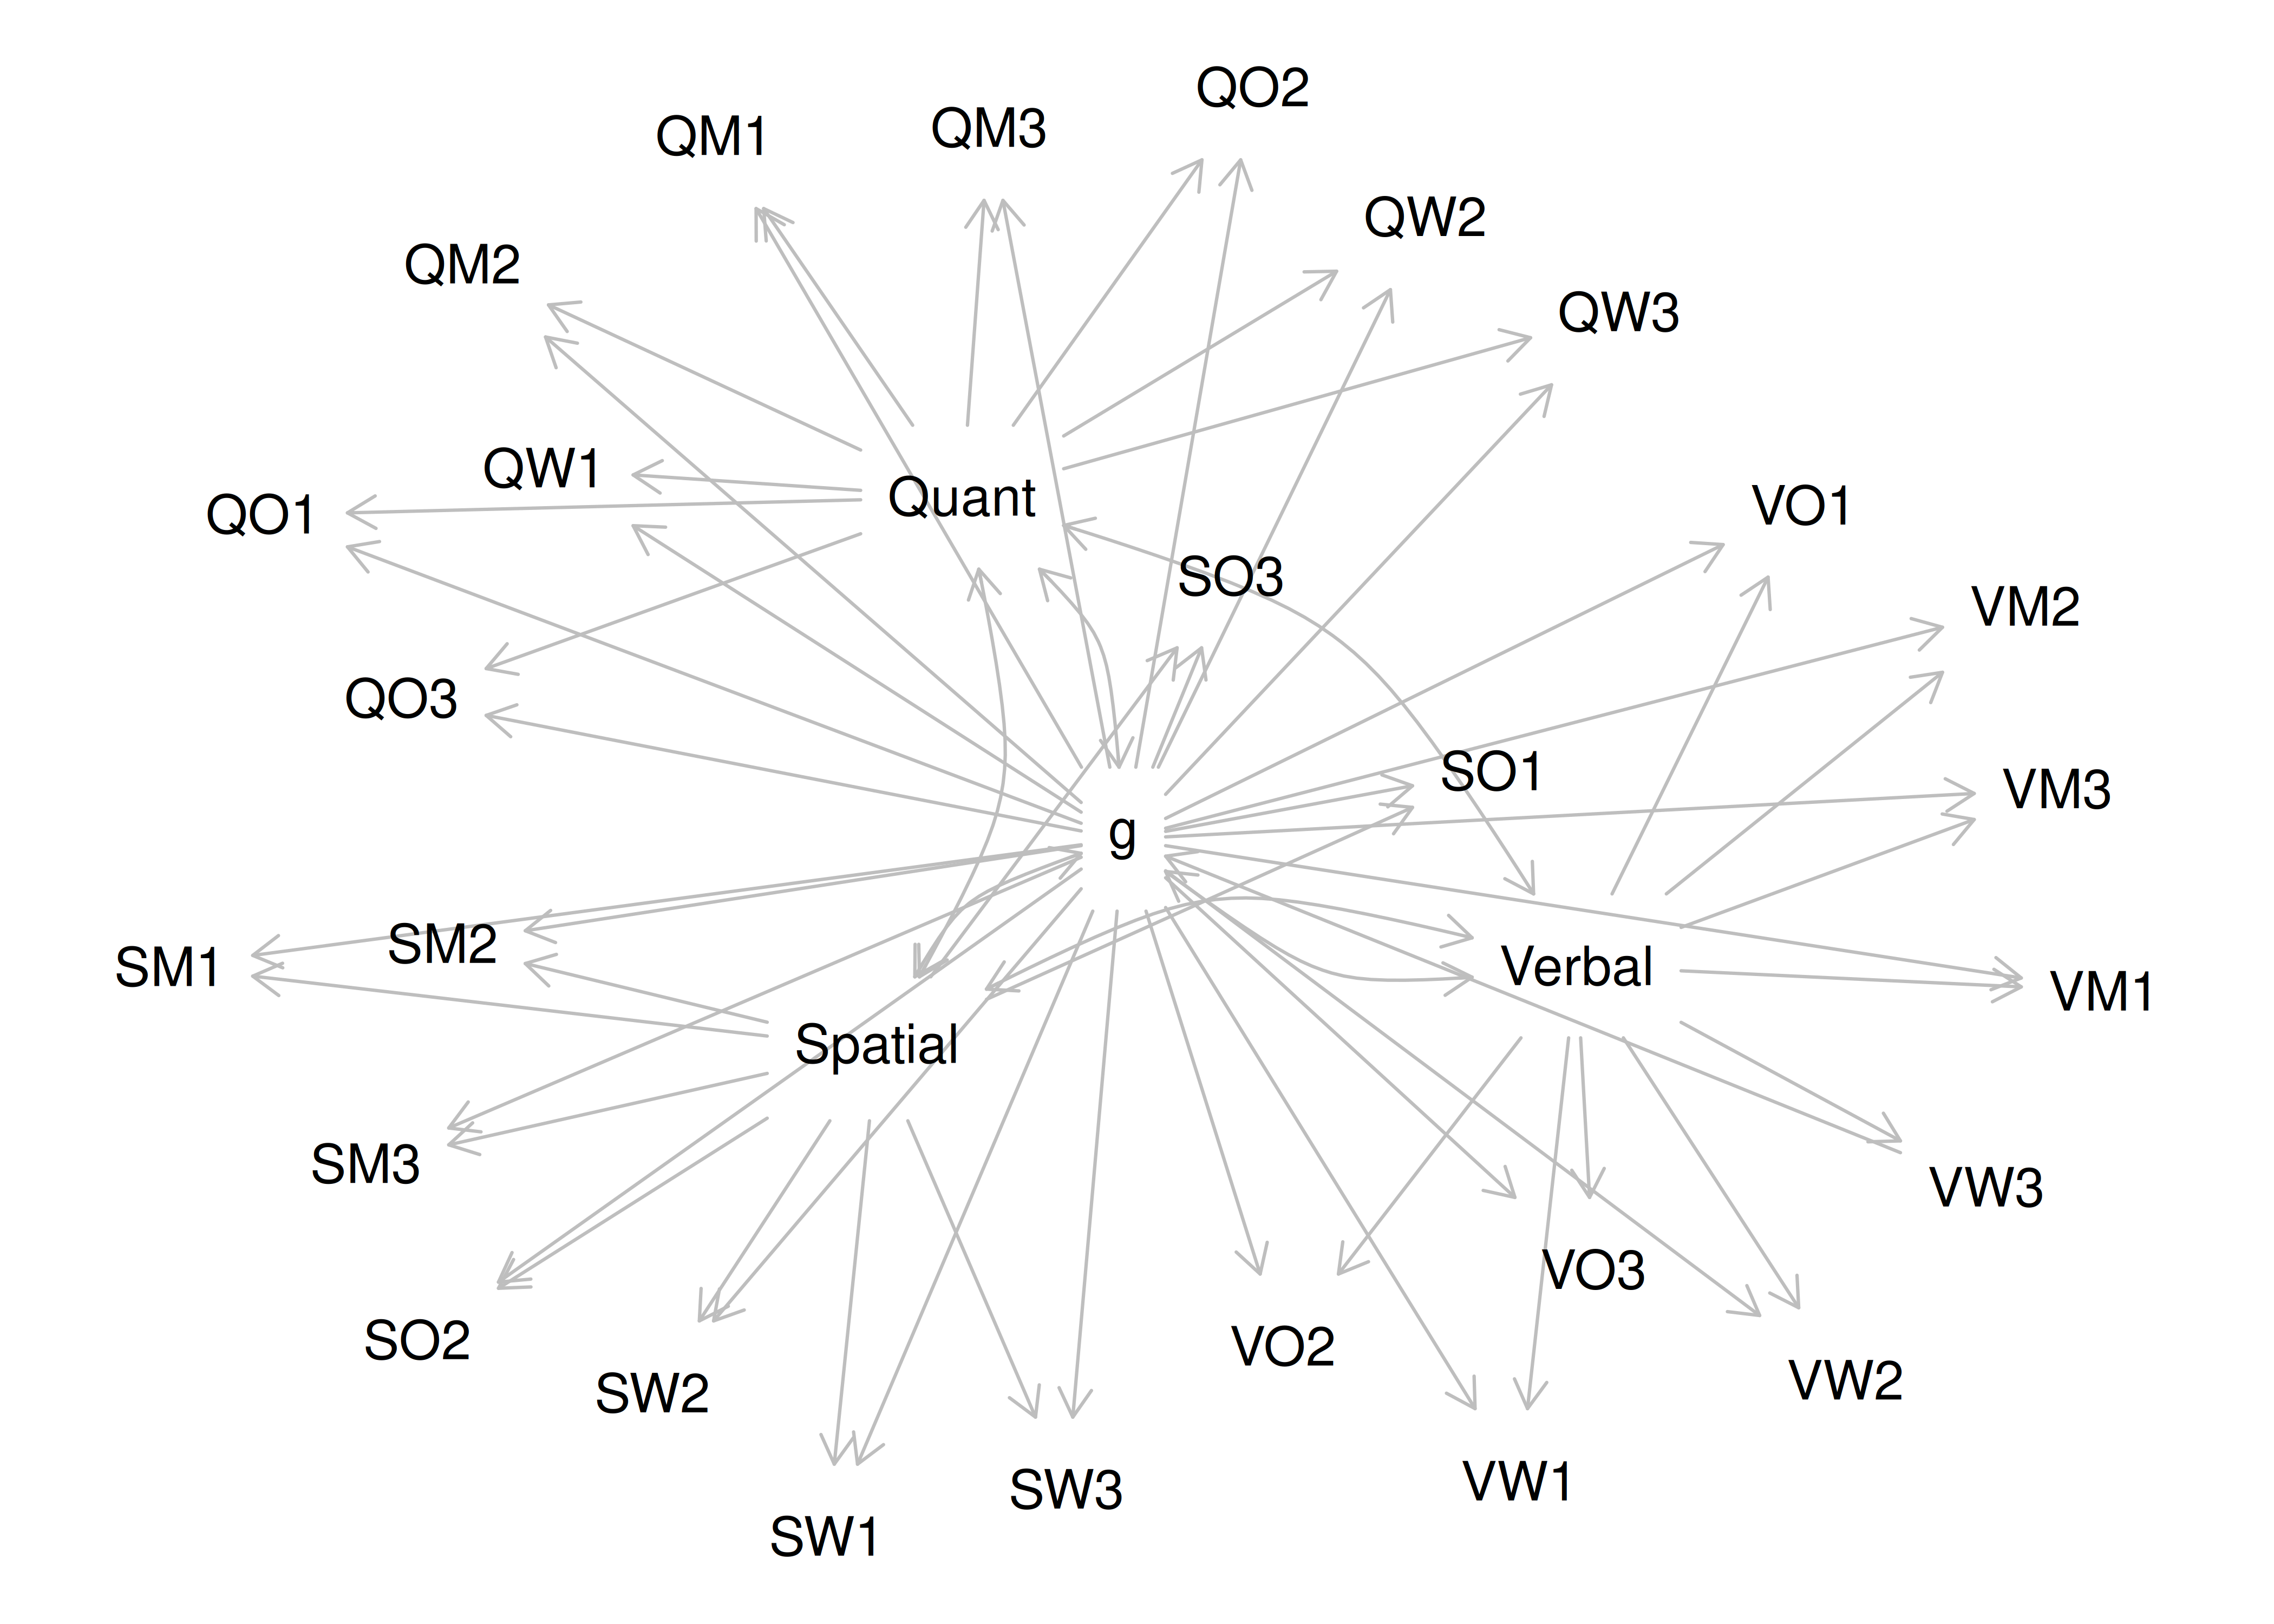 QO2
QM3
QM1
QW2
QM2
QW3
QW1
Quant
VO1
QO1
SO3
VM2
QO3
SO1
VM3
g
SM2
SM1
Verbal
VM1
Spatial
SM3
VW3
VO3
SO2
VO2
VW2
SW2
VW1
SW3
SW1